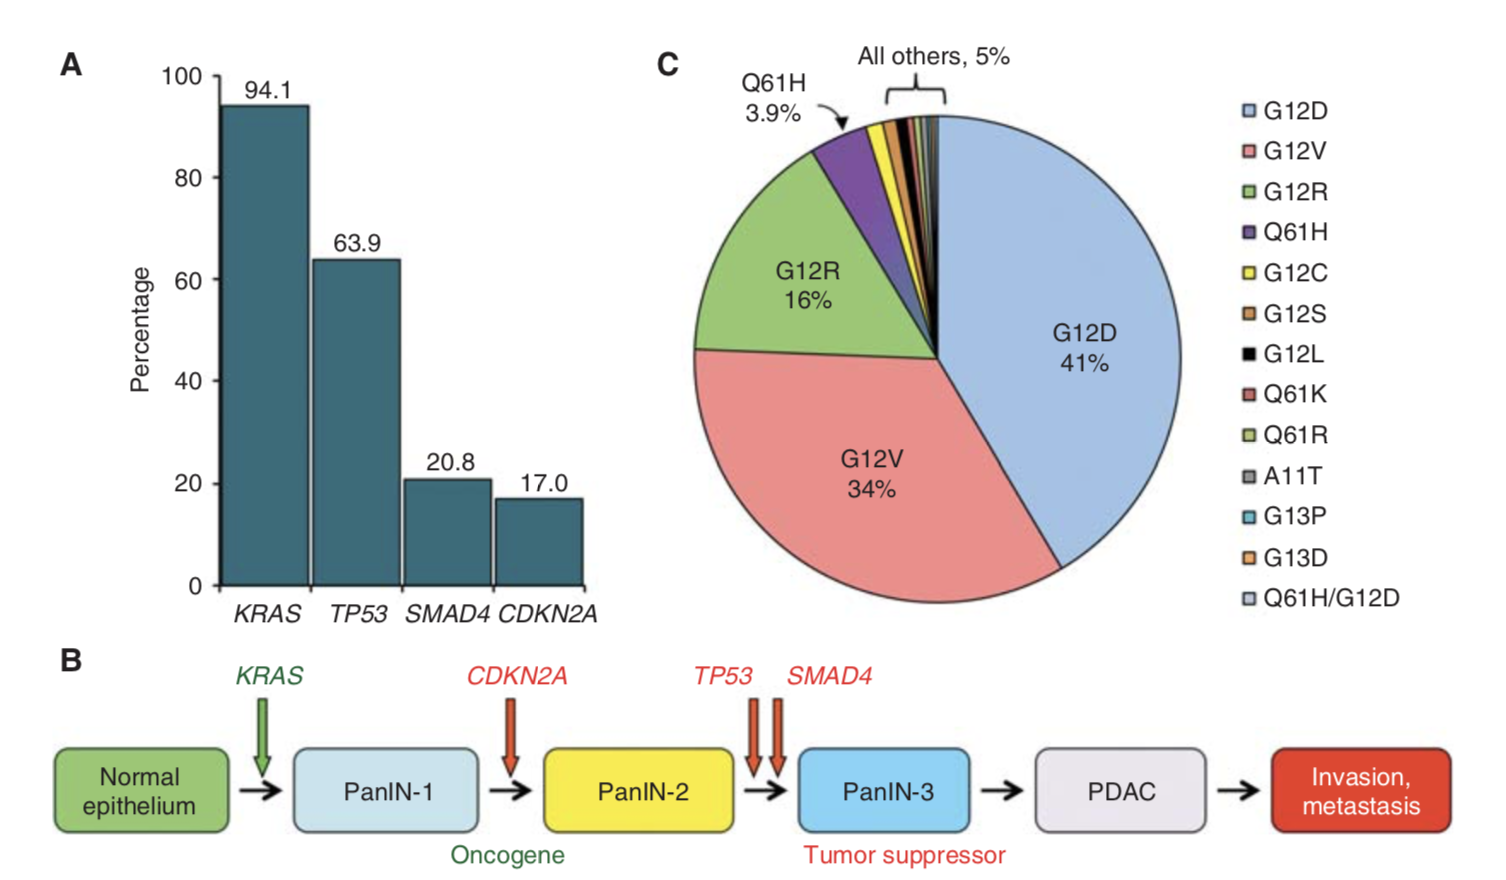 A
Percentage
100
80
60
40
20
0
94.1
63.9
20.8
17.0
KRAS
TP53
SMAD4
CDKN2A
C
All others, 5%
Q61H
3.9%
G12R
16%
G12D
41%
G12V
34%
G12D
G12V
G12R
Q61H
G12C
G12S
G12L
Q61K
Q61R
A11T
G13P
G13D
Q61H/G12D
B
KRAS
CDKN2A
TP53
SMAD4
Normal
epithelium
PanIN-1
PanIN-2
PanIN-3
PDAC
Invasion,
metastasis
Oncogene
Tumor suppressor